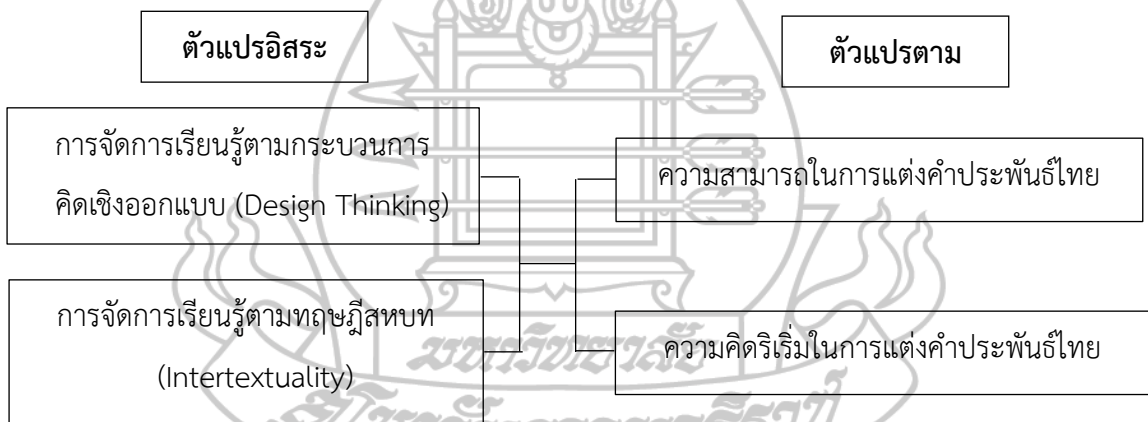 ตัวแปรอิสระ
ตัวแปรตาม
การจัดการเรียนรู้ตามกระบวนการ
คิดเชิงออกแบบ (Design Thinking)
ความสามารถในการแต่งคำประพันธ์ไทย
การจัดการเรียนรู้ตามทฤษฎีสหบท
(Intertextuality)
ความคิดริเริ่มในการแต่งคำประพันธ์ไทย